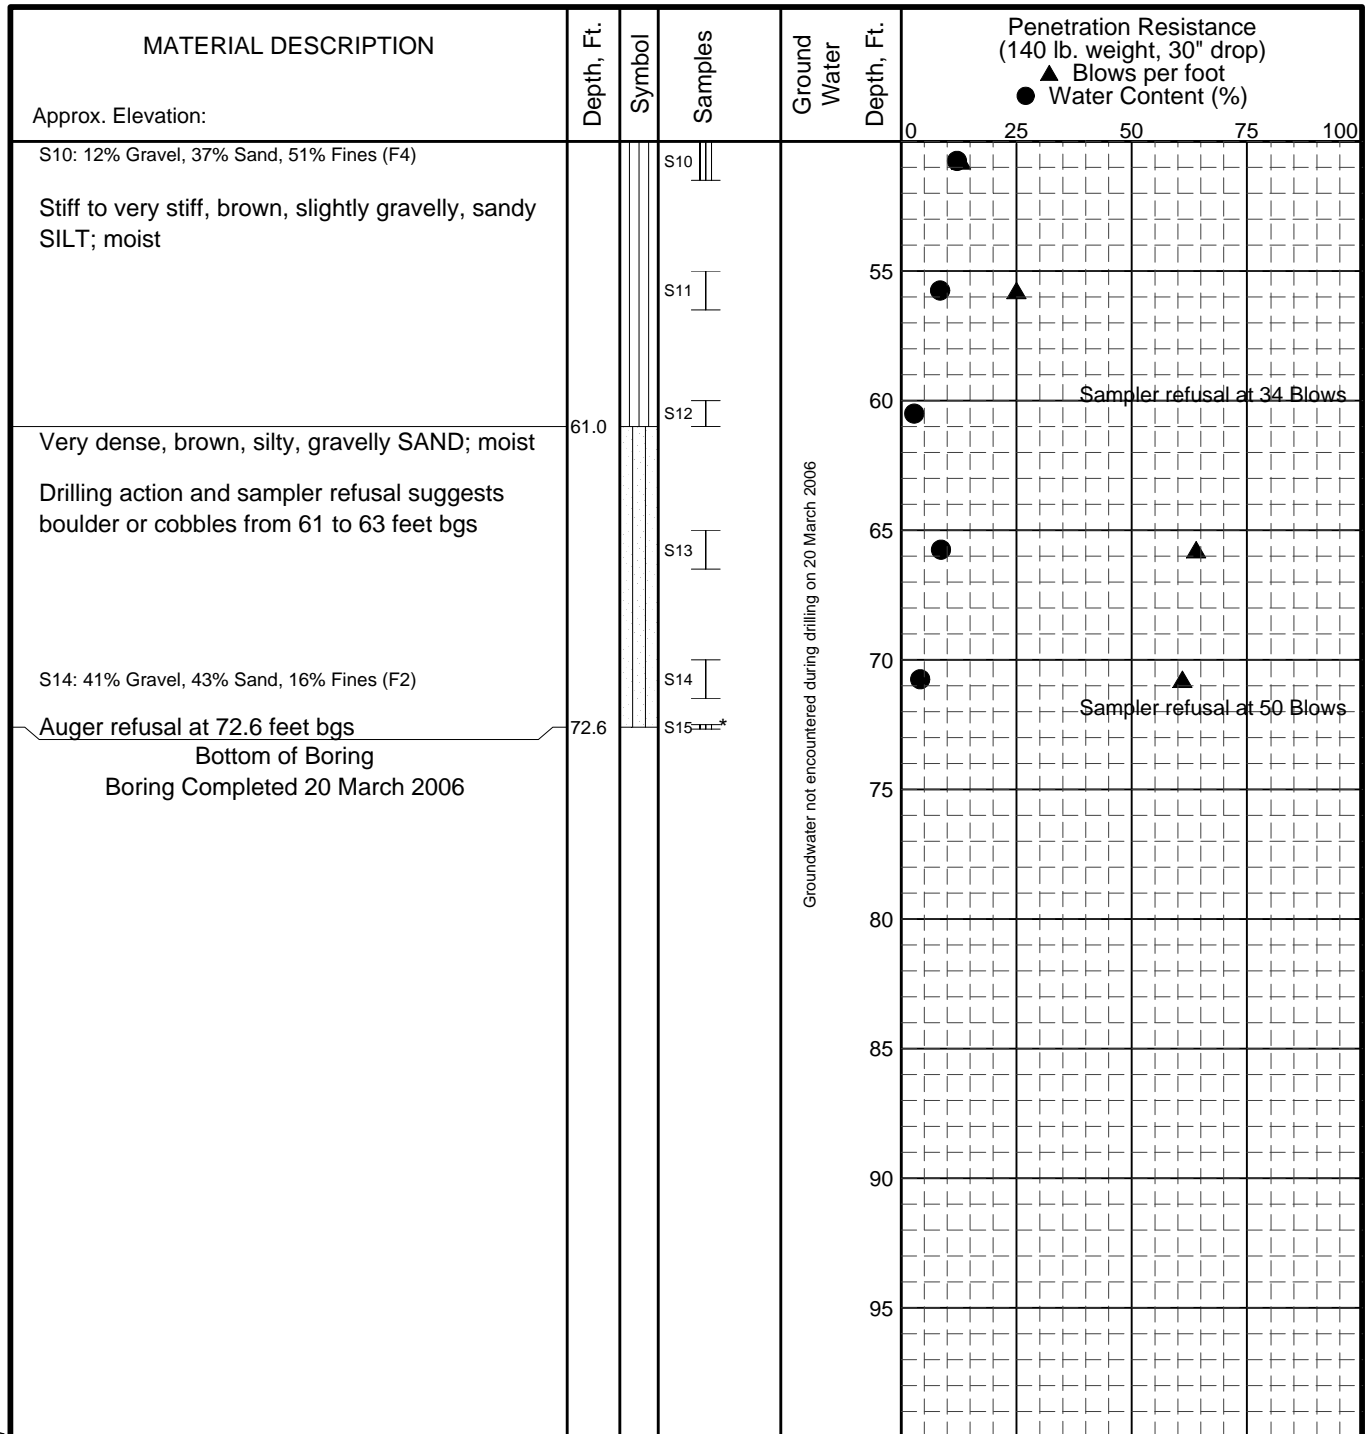 MATERIAL DESCRIPTION
Approx. Elevation:
Depth, Ft.
Symbol
Samples
Ground
Water
Depth, Ft.
Penetration Resistance
(140 lb. weight, 30" drop)
▲ Blows per foot
● Water Content (%)
0 25 50 75 100
S10: 12% Gravel, 37% Sand, 51% Fines (F4)
S10
Stiff to very stiff, brown, slightly gravelly, sandy
SILT; moist
55
S11
60
Sampler refusal at 34 Blows
S12
61.0
Very dense, brown, silty, gravelly SAND; moist
Drilling action and sampler refusal suggests
boulder or cobbles from 61 to 63 feet bgs
Groundwater not encountered during drilling on 20 March 2006
65
S13
70
S14: 41% Gravel, 43% Sand, 16% Fines (F2)
S14
Sampler refusal at 50 Blows
Auger refusal at 72.6 feet bgs
72.6
S15 *
Bottom of Boring
Boring Completed 20 March 2006
75
80
85
90
95